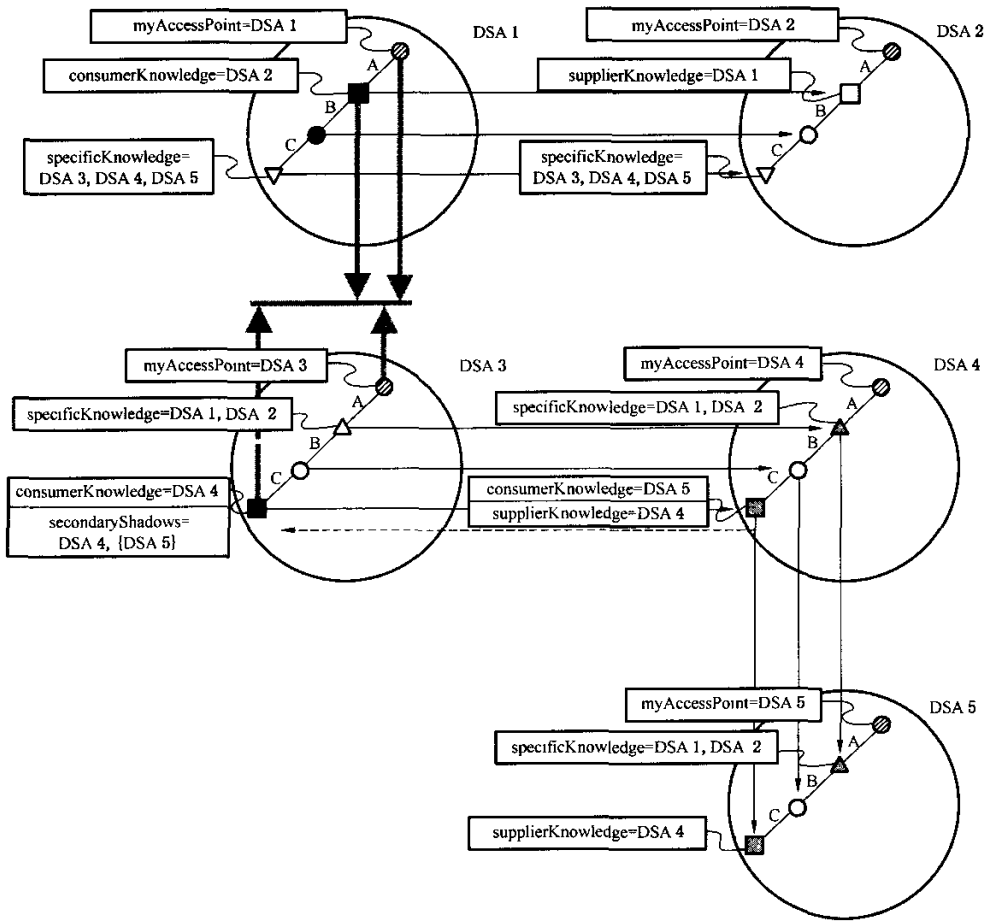 myAccessPoint=DSA 1
DSA 1
consumerKnowledge=DSA 2
A
B
C
specificKnowledge=
DSA 3, DSA 4, DSA 5
myAccessPoint=DSA 2
DSA 2
supplierKnowledge=DSA 1
A
B
C
specificKnowledge=
DSA 3, DSA 4, DSA 5
myAccessPoint=DSA 3
DSA 3
specificKnowledge=DSA 1, DSA 2
A
B
C
consumerKnowledge=DSA 4
secondaryShadows=
DSA 4, {DSA 5}
myAccessPoint=DSA 4
DSA 4
specificKnowledge=DSA 1, DSA 2
A
B
C
consumerKnowledge=DSA 5
supplierKnowledge=DSA 4
myAccessPoint=DSA 5
DSA 5
specificKnowledge=DSA 1, DSA 2
A
B
C
supplierKnowledge=DSA 4